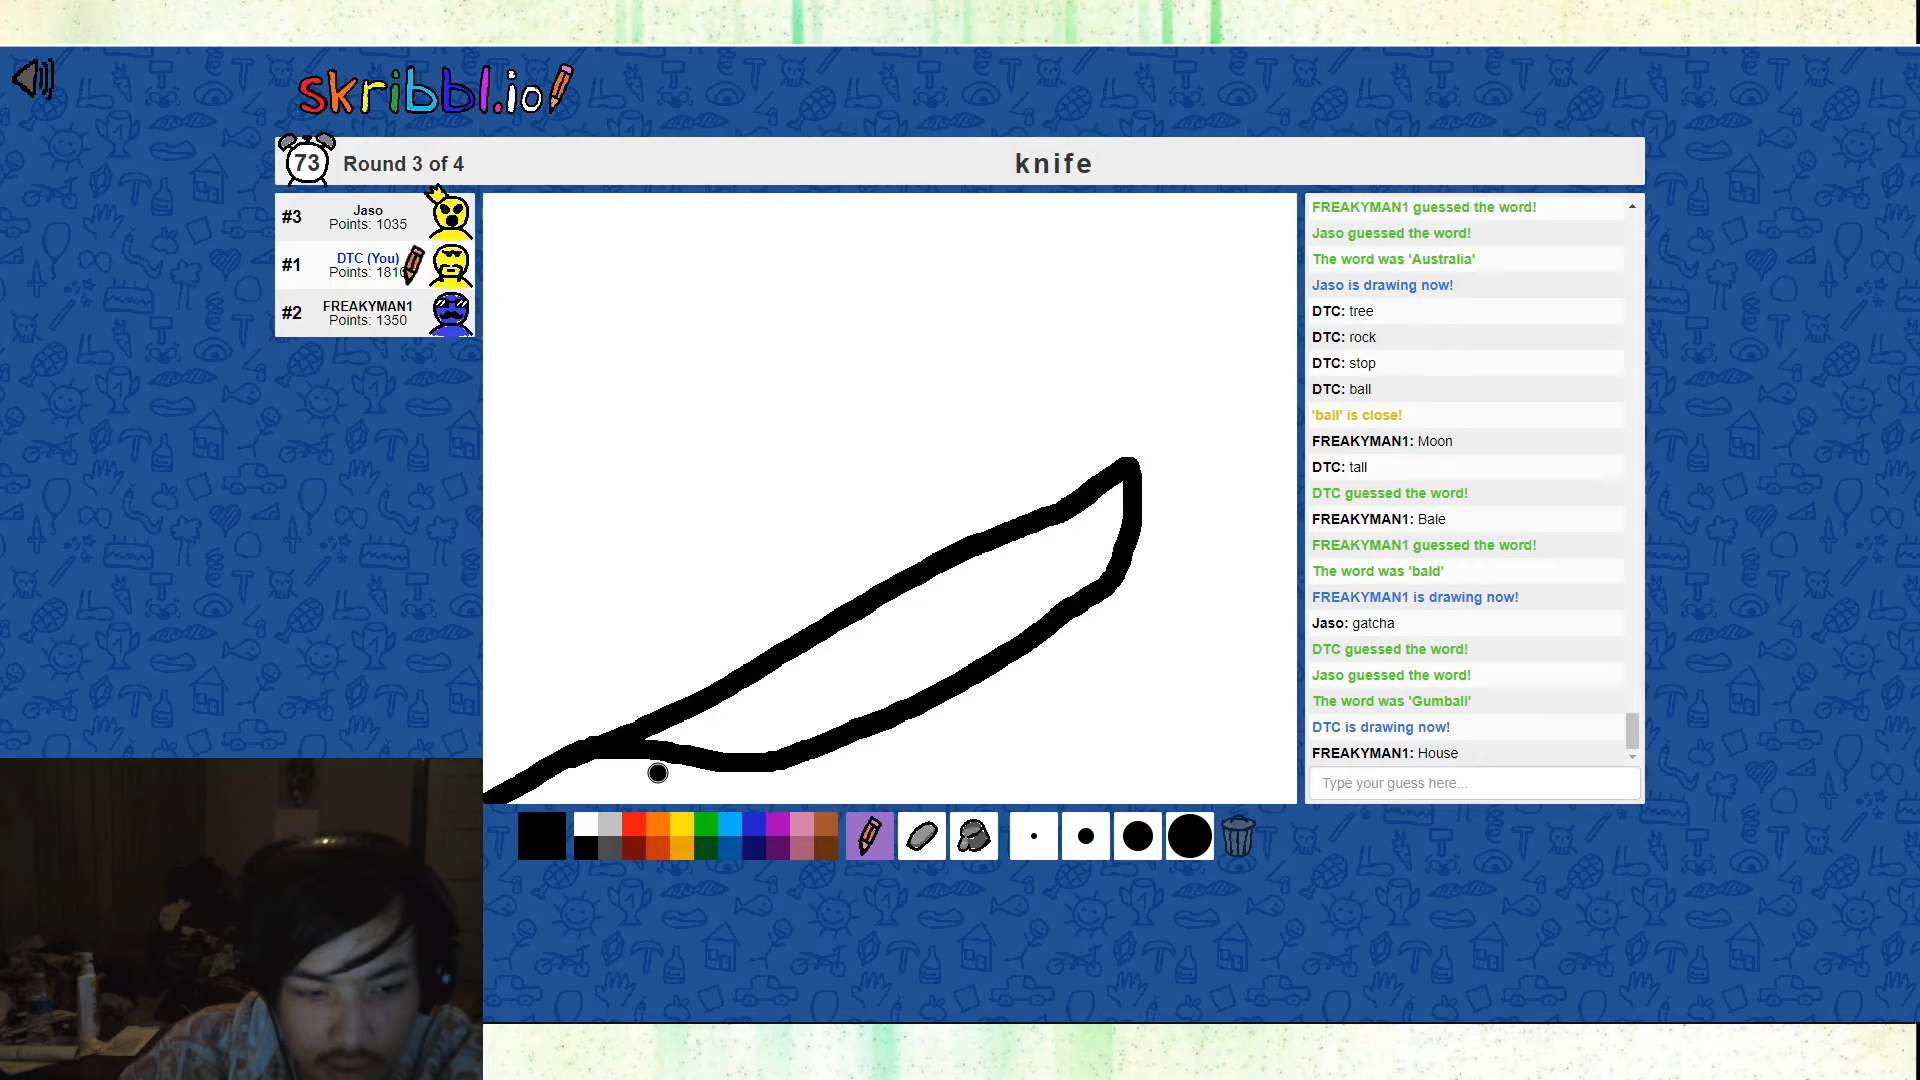 skribbl.io
73
Round 3 of 4
knife
#3
Jaso
Points: 1035
#1
DTC (You)
Points: 1816
#2
FREAKYMAN1
Points: 1350
FREAKYMAN1 guessed the word!
Jaso guessed the word!
The word was 'Australia'
Jaso is drawing now!
DTC: tree
DTC: rock
DTC: stop
DTC: ball
'ball' is close!
FREAKYMAN1: Moon
DTC: tall
DTC guessed the word!
FREAKYMAN1: Bale
FREAKYMAN1 guessed the word!
The word was 'bald'
FREAKYMAN1 is drawing now!
Jaso: gatcha
DTC guessed the word!
Jaso guessed the word!
The word was 'Gumball'
DTC is drawing now!
FREAKYMAN1: House
Type your guess here...